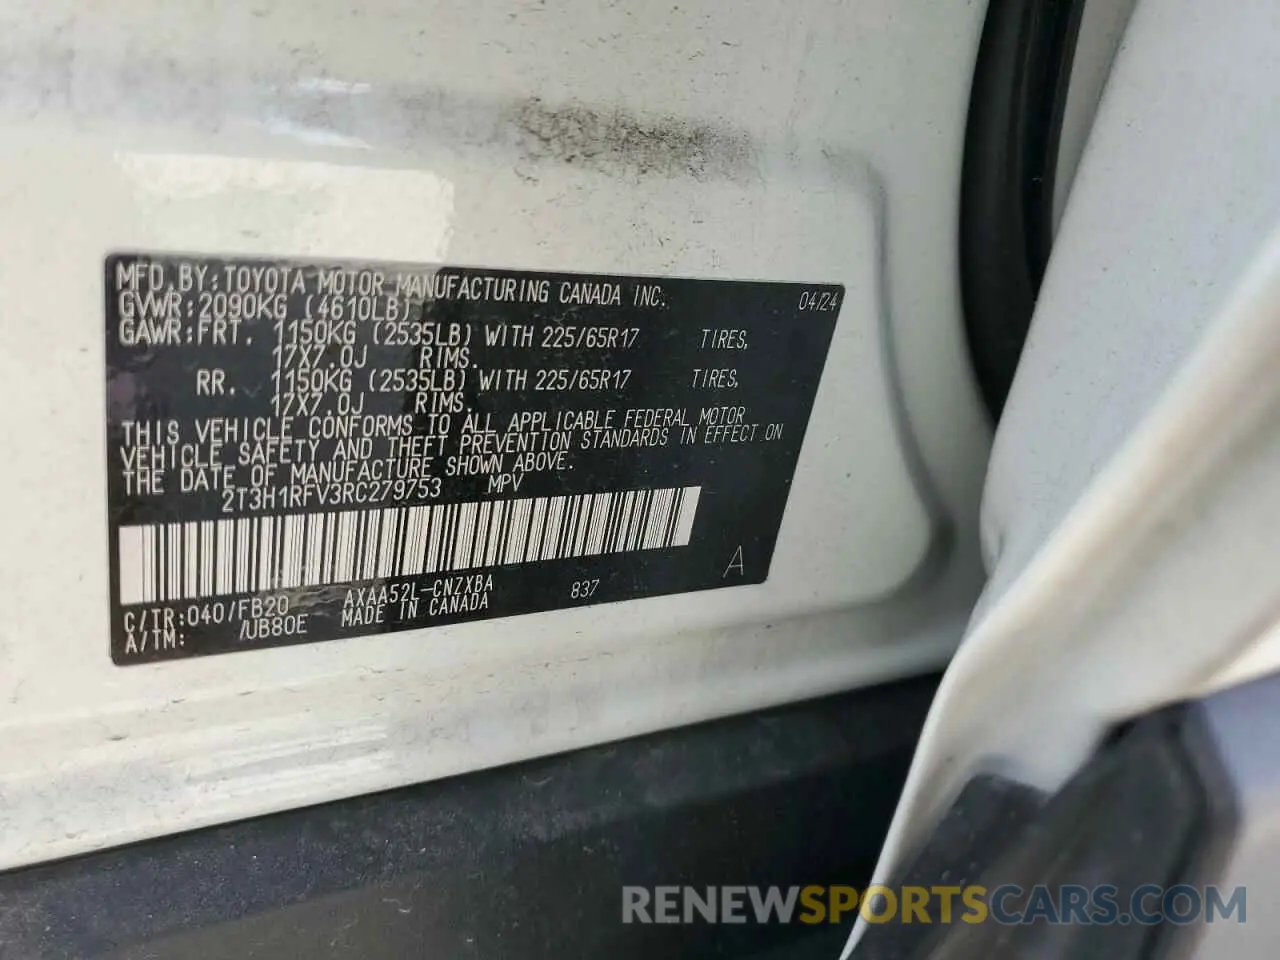 MFD.BY:TOYOTA MOTOR MANUFACTURING CANADA INC. 04/24
GVWR:2090KG (4610LB)
GAWR:FRT. 1150KG (2535LB) WITH 225/65R17 TIRES,
17X7.0J RIMS.
RR. 1150KG (2535LB) WITH 225/65R17 TIRES,
17X7.0J RIMS.
THIS VEHICLE CONFORMS TO ALL APPLICABLE FEDERAL MOTOR
VEHICLE SAFETY AND THEFT PREVENTION STANDARDS IN EFFECT ON
THE DATE OF MANUFACTURE SHOWN ABOVE.
2T3H1RFV3RC279753 MPV
A
C/TR:040/FB20 AXAA52L-CNZXBA 837
A/TM: /UB80E MADE IN CANADA
RENEWSPORTSCARS.COM